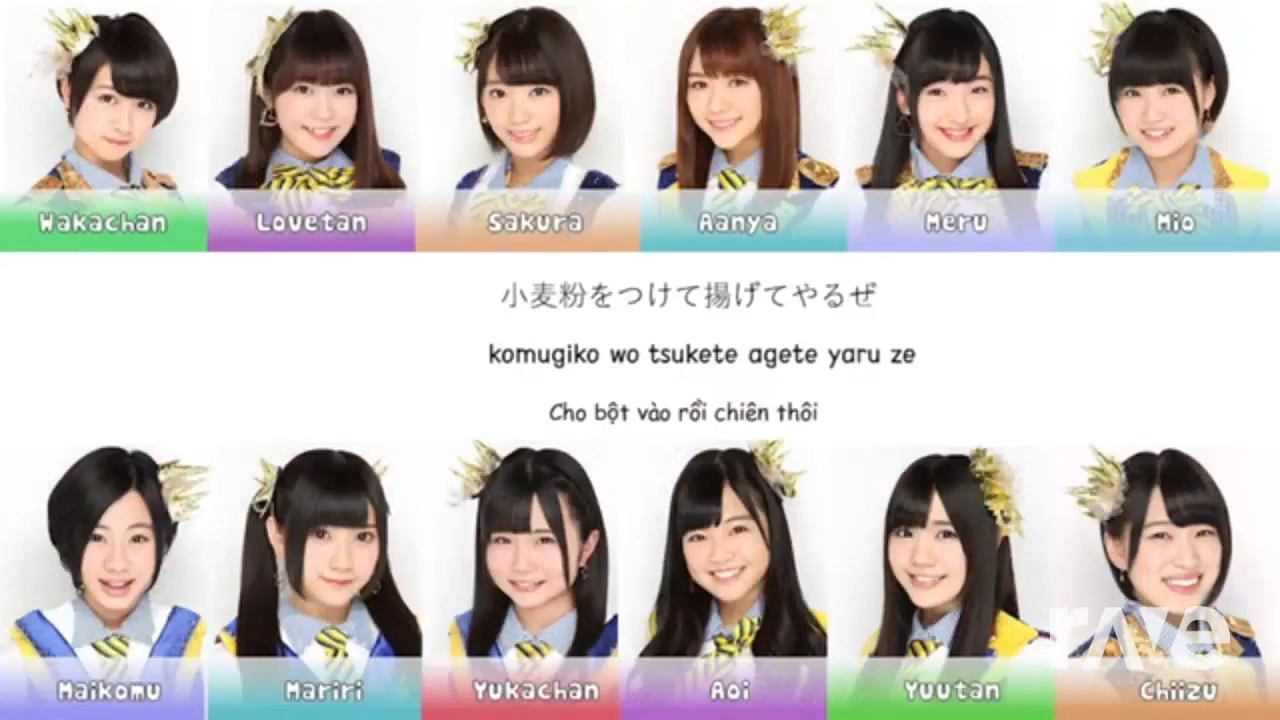 Wakachan Lovetan Sakura Aanya Meru Mio
小麦粉をつけて揚げてやるぜ
komugiko wo tsukete agete yaru ze
Cho bột vào rồi chiên thôi
rave
Maikomu Mariri Yukachan Aoi Yuutan Chiizu